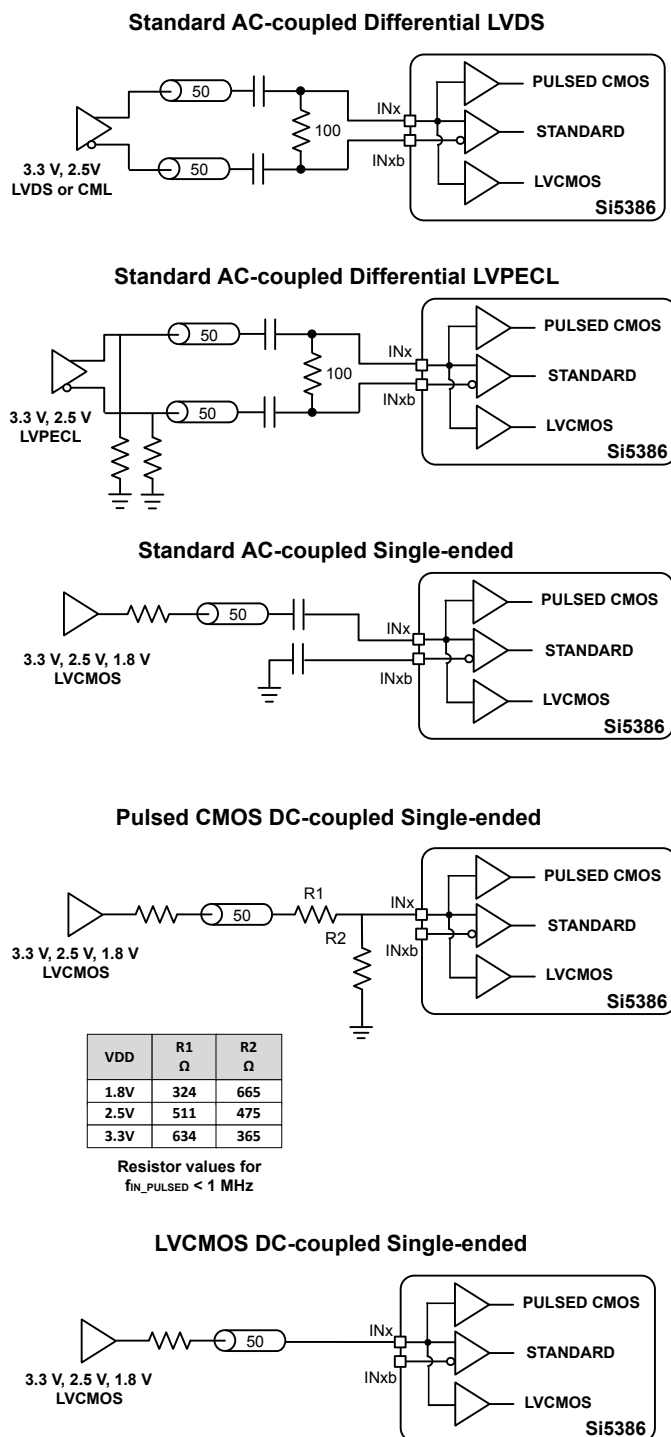 Standard AC-coupled Differential LVDS
50
50
100
3.3 V, 2.5V
LVDS or CML
INx
INxb
PULSED CMOS
STANDARD
LVCMOS
Si5386
Standard AC-coupled Differential LVPECL
50
50
100
3.3 V, 2.5 V
LVPECL
INx
INxb
PULSED CMOS
STANDARD
LVCMOS
Si5386
Standard AC-coupled Single-ended
50
3.3 V, 2.5 V, 1.8 V
LVCMOS
INx
INxb
PULSED CMOS
STANDARD
LVCMOS
Si5386
Pulsed CMOS DC-coupled Single-ended
50
R1
R2
3.3 V, 2.5 V, 1.8 V
LVCMOS
INx
INxb
PULSED CMOS
STANDARD
LVCMOS
Si5386
VDD R1 Ω R2 Ω
1.8V 324 665
2.5V 511 475
3.3V 634 365
Resistor values for
fIN_PULSED < 1 MHz
LVCMOS DC-coupled Single-ended
50
3.3 V, 2.5 V, 1.8 V
LVCMOS
INx
INxb
PULSED CMOS
STANDARD
LVCMOS
Si5386